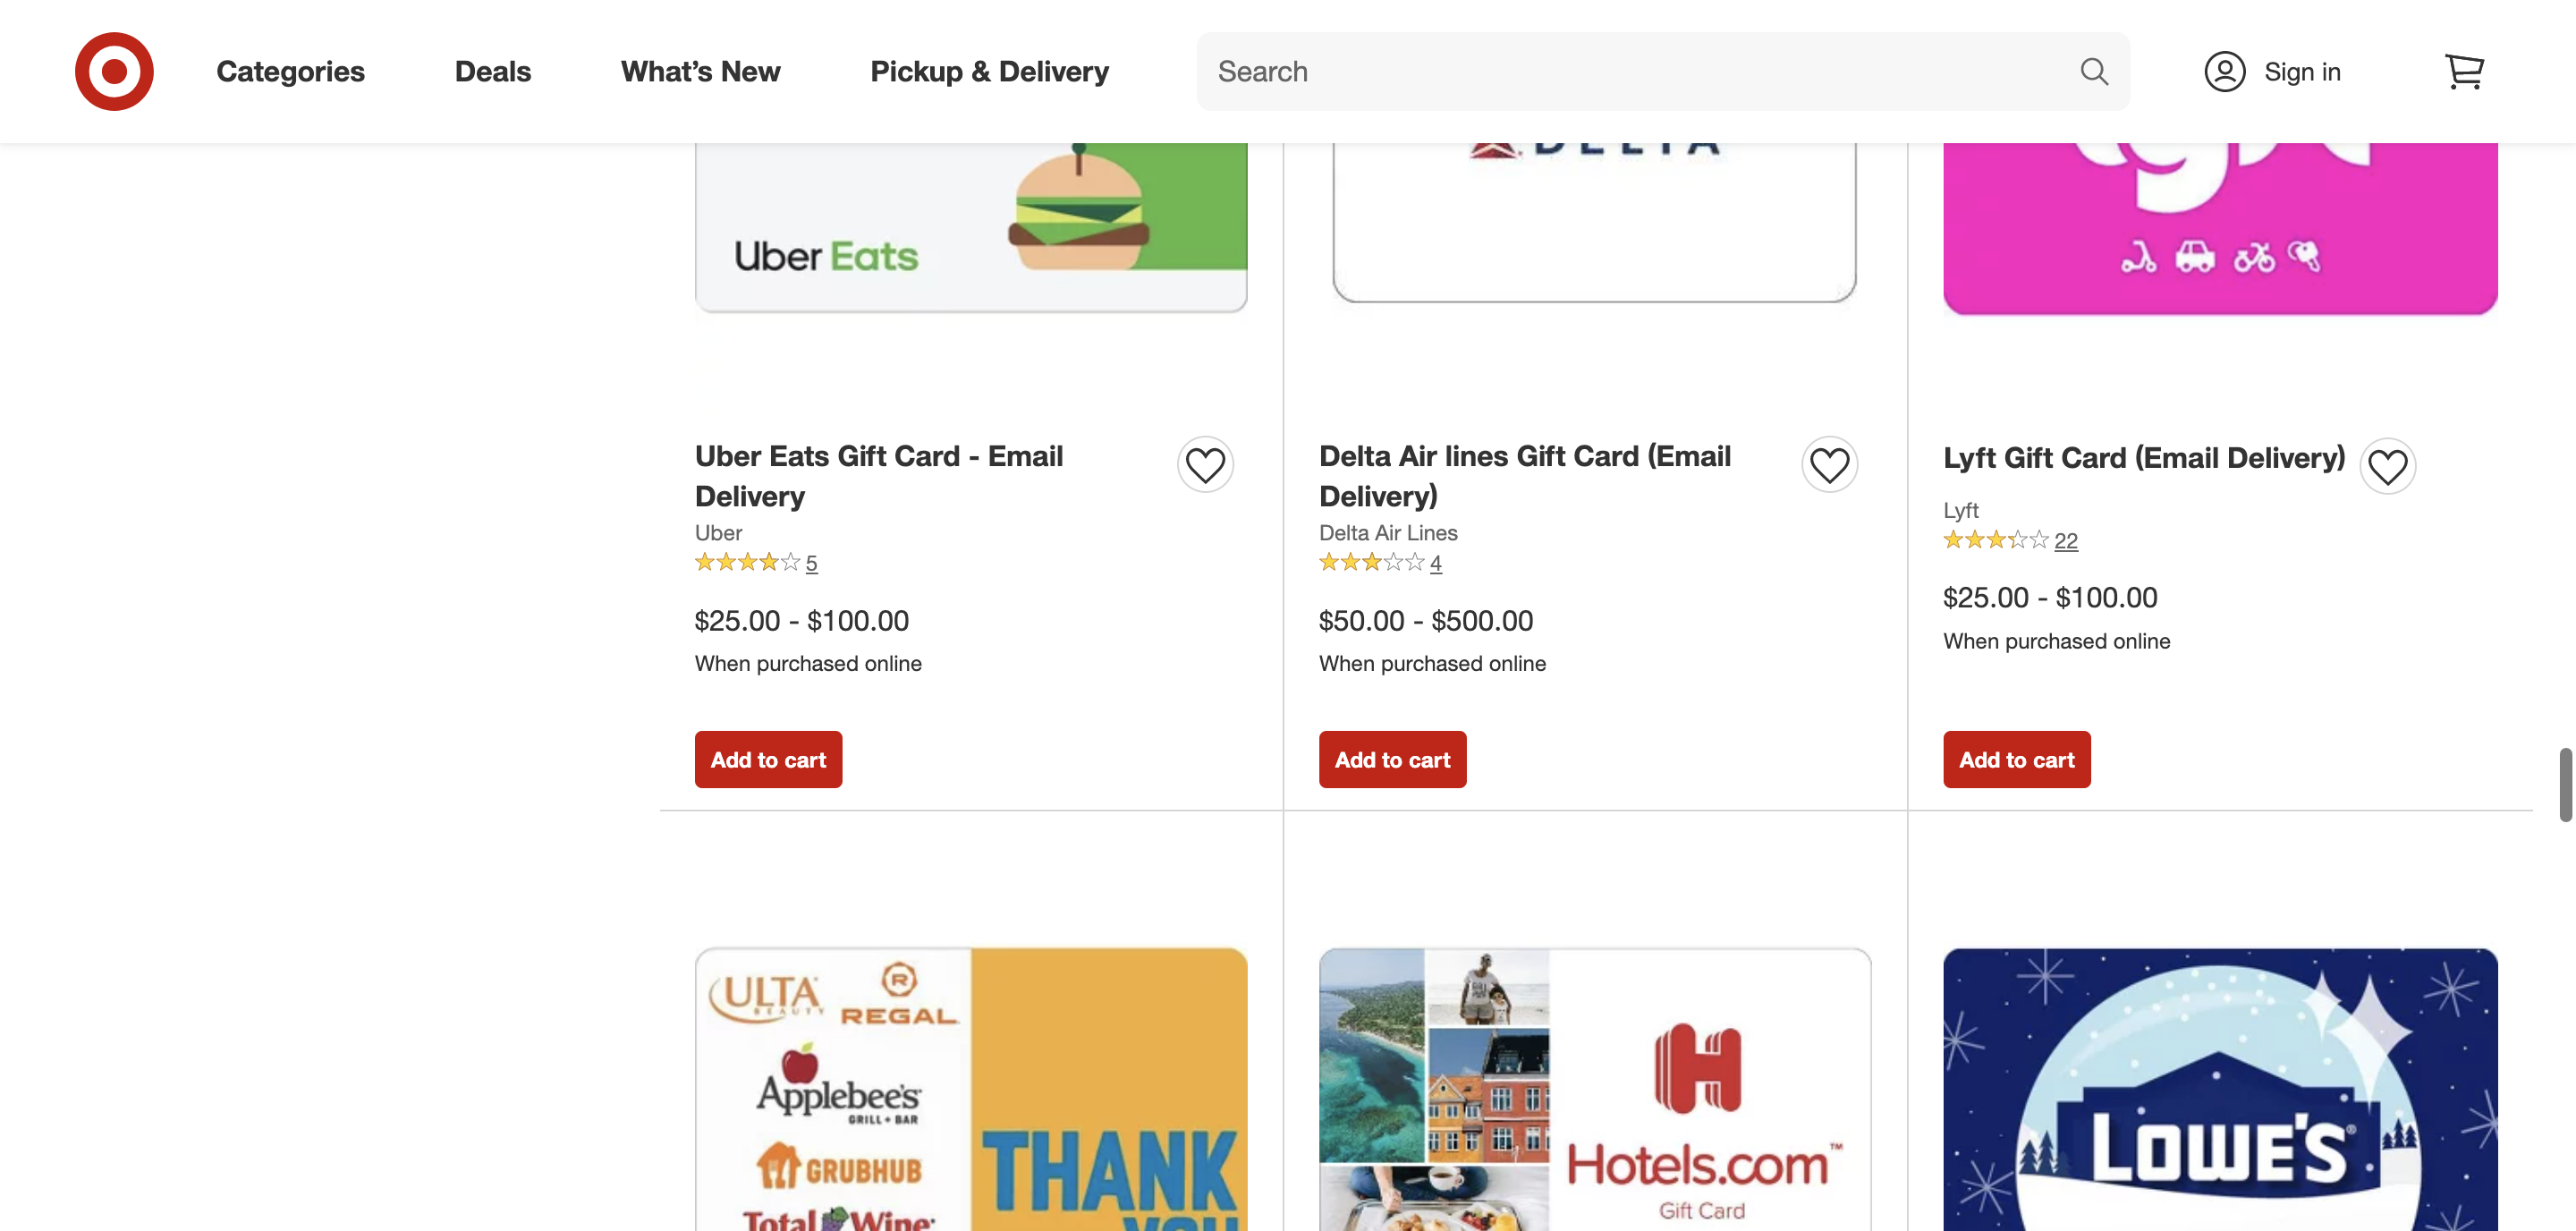 Categories
Deals
What's New
Pickup & Delivery
Search
Sign in
Uber Eats
DELTA
Uber Eats Gift Card - Email
Delivery
Uber
5
$25.00 - $100.00
When purchased online
Add to cart
Delta Air lines Gift Card (Email
Delivery)
Delta Air Lines
4
$50.00 - $500.00
When purchased online
Add to cart
Lyft Gift Card (Email Delivery)
Lyft
22
$25.00 - $100.00
When purchased online
Add to cart
ULTA
BEAUTY
R
REGAL
Applebee's
GRILL + BAR
GRUBHUB
Total Wine
THANK
YOU
Hotels.com™
Gift Card
LOWE'S®